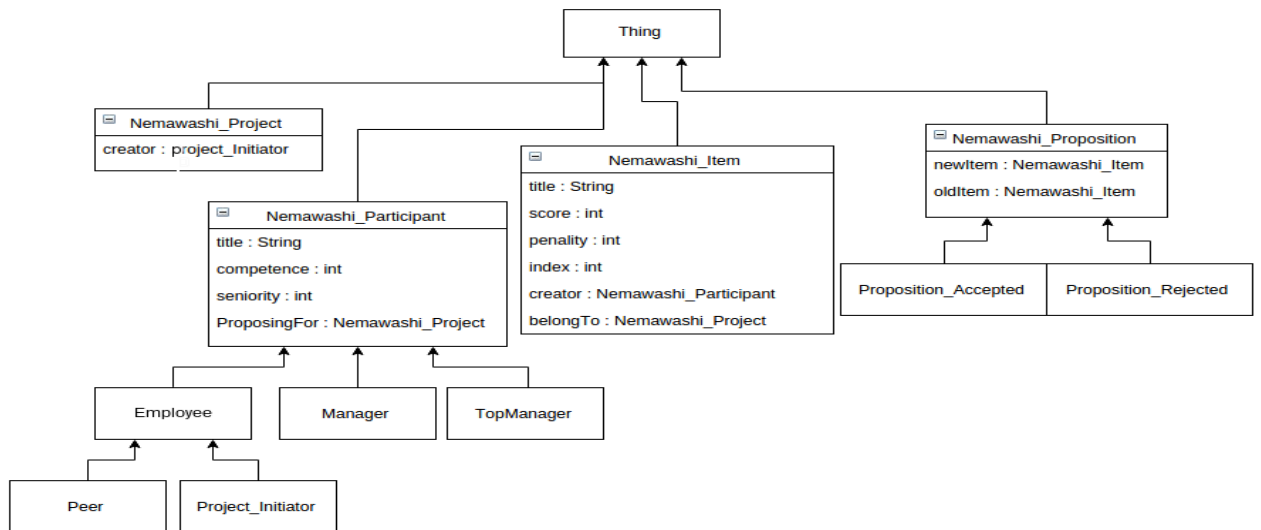 Thing
Nemawashi_Project
creator : project_Initiator
Nemawashi_Participant
title : String
competence : int
seniority : int
ProposingFor : Nemawashi_Project
Nemawashi_Item
title : String
score : int
penality : int
index : int
creator : Nemawashi_Participant
belongTo : Nemawashi_Project
Nemawashi_Proposition
newItem : Nemawashi_Item
oldItem : Nemawashi_Item
Proposition_Accepted
Proposition_Rejected
Employee
Manager
TopManager
Peer
Project_Initiator